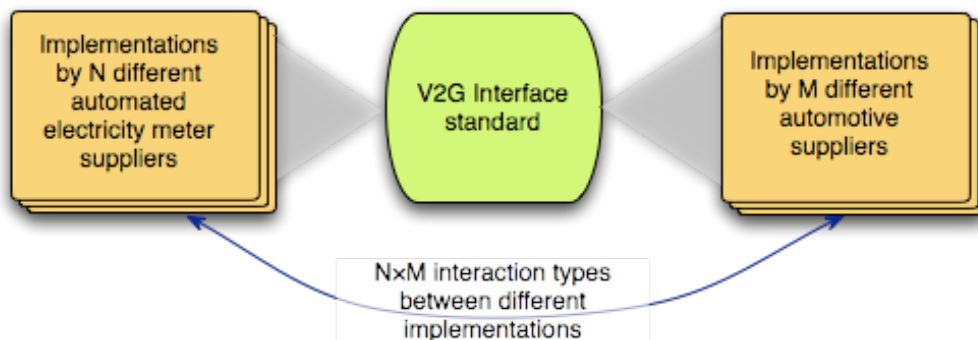 Implementations
by N different
automated
electricity meter
suppliers
V2G Interface
standard
Implementations
by M different
automotive
suppliers
N×M interaction types
between different
implementations